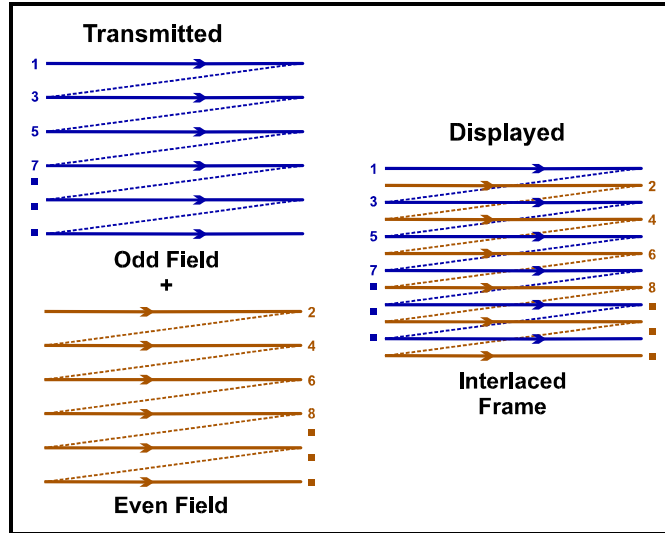 Transmitted
1
3
5
7
Odd Field
+
2
4
6
8
Even Field
Displayed
1
2
3
4
5
6
7
8
Interlaced
Frame